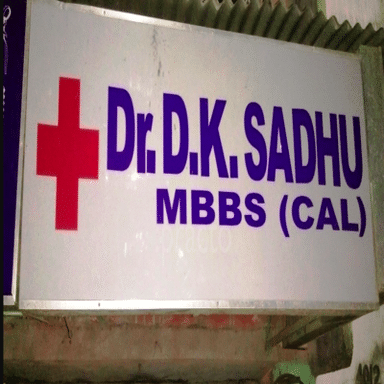 Dr. D.K. SADHU
MBBS (CAL)